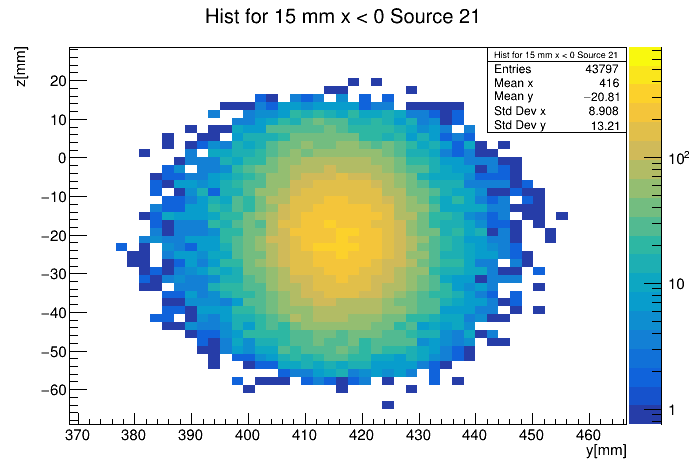 Hist for 15 mm x < 0 Source 21
z[mm]
Hist for 15 mm x < 0 Source 21
Entries 43797
Mean x 416
Mean y −20.81
Std Dev x 8.908
Std Dev y 13.21
20
10
0
−10
−20
−30
−40
−50
−60
10²
10
1
370 380 390 400 410 420 430 440 450 460
y[mm]